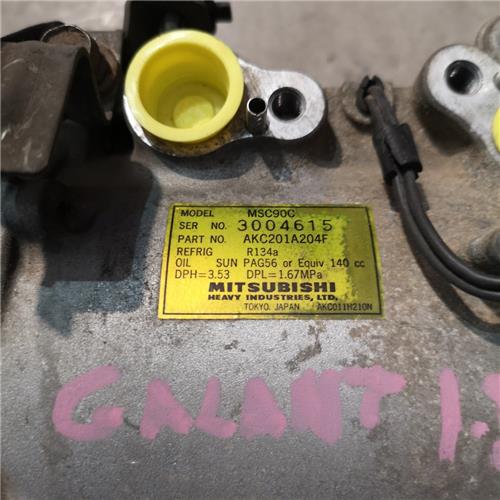 MODEL MSC90C
SER NO. 3004615
PART NO. AKC201A204F
REFRIG R134a
OIL SUN PAG56 or Equiv 140 cc
DPH=3.53 DPL=1.67MPa
MITSUBISHI
HEAVY INDUSTRIES, LTD.
TOKYO. JAPAN AKC011H210N
GALANT 1.